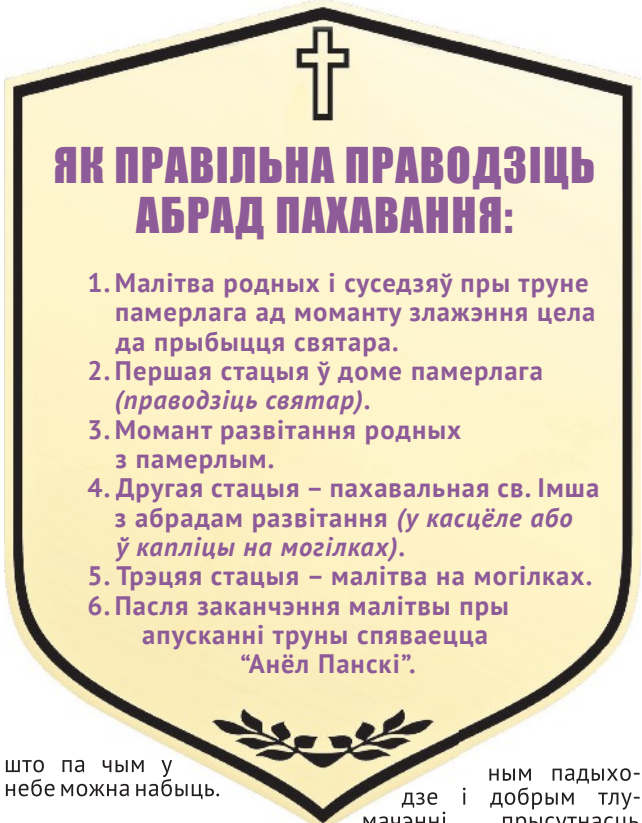 ЯК ПРАВІЛЬНА ПРАВОДЗІЦЬ
АБРАД ПАХАВАННЯ:
1. Малітва родных і суседзяў пры труне
памерлага ад моманту злажэння цела
да прыбыцця святара.
2. Першая стацыя ў доме памерлага
(праводзіць святар).
3. Момант развітання родных
з памерлым.
4. Другая стацыя – пахавальная св. Імша
з абрадам развітання (у касцёле або
ў капліцы на могілках).
5. Трэцяя стацыя – малітва на могілках.
6. Пасля заканчэння малітвы пры
апусканні труны спяваецца
“Анёл Панскі”.
што па чым у
небе можна набыць.
ным падыхо-
дзе і добрым тлу-
мачэнні прысутнасць